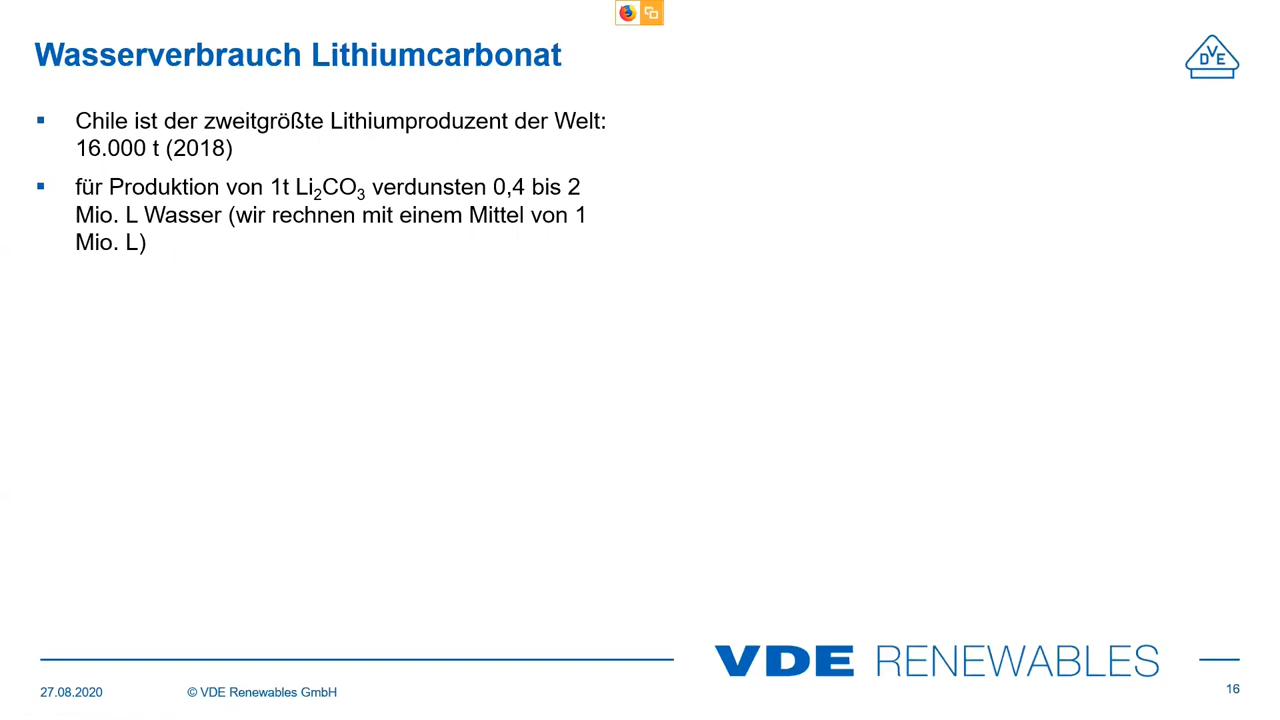 Wasserverbrauch Lithiumcarbonat
DVE
▪ Chile ist der zweitgrößte Lithiumproduzent der Welt:
16.000 t (2018)
▪ für Produktion von 1t Li₂CO₃ verdunsten 0,4 bis 2
Mio. L Wasser (wir rechnen mit einem Mittel von 1
Mio. L)
VDE RENEWABLES
27.08.2020 © VDE Renewables GmbH 16